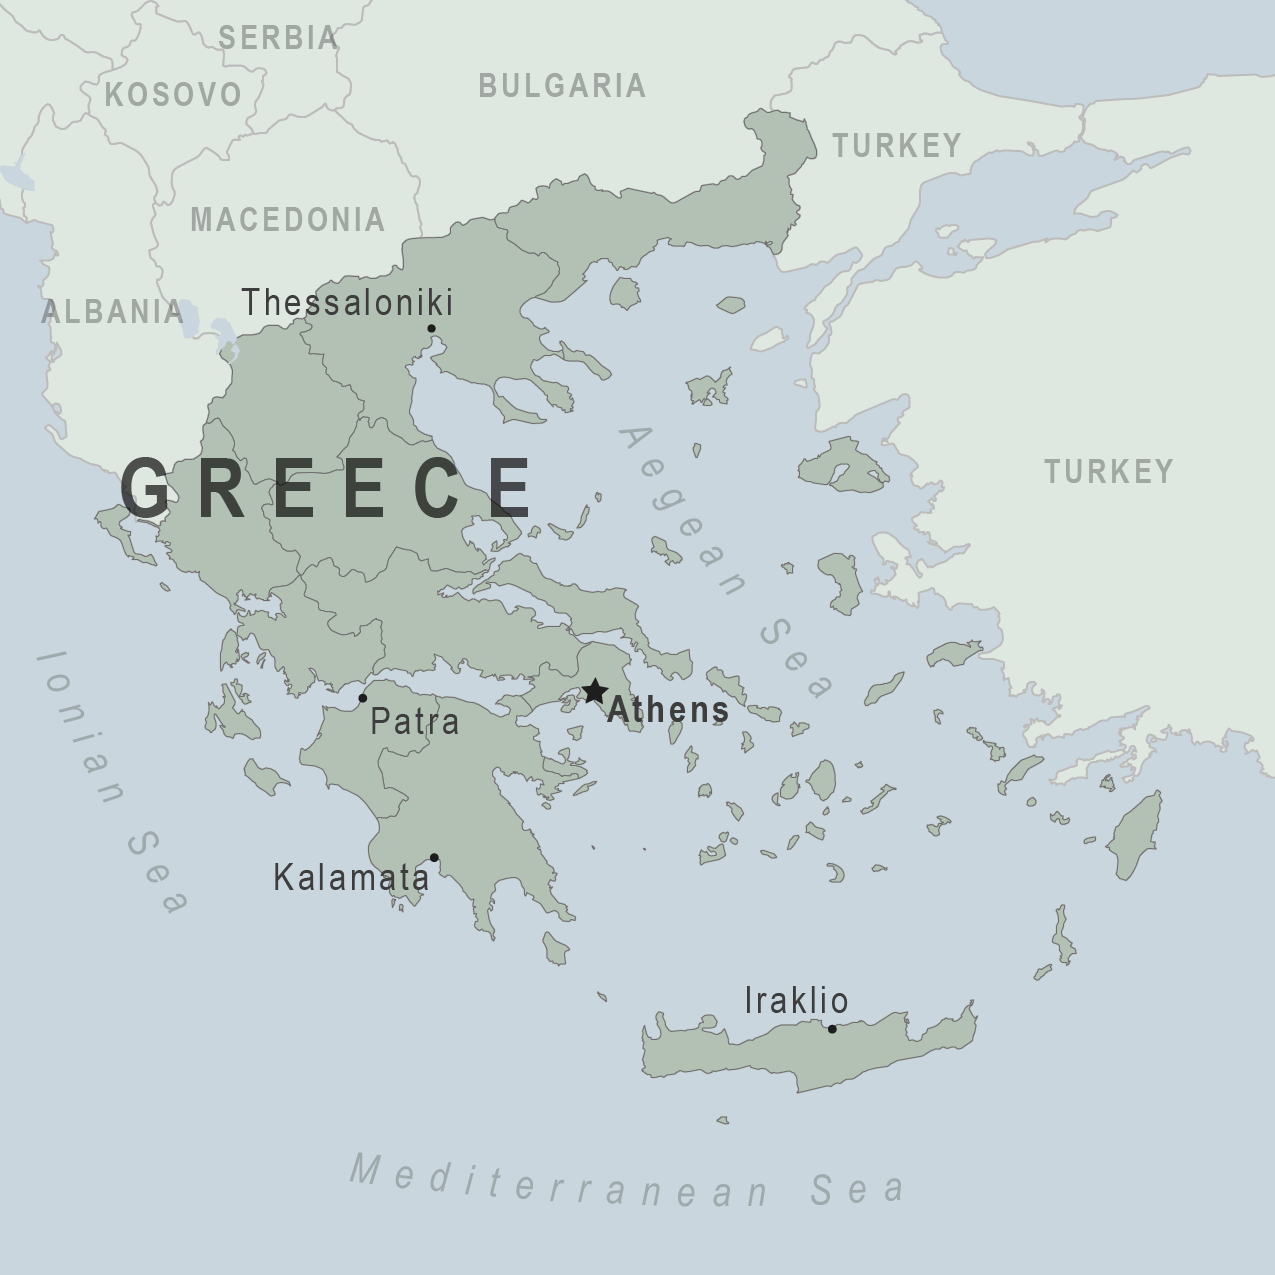 SERBIA
BULGARIA
KOSOVO
TURKEY
MACEDONIA
Thessaloniki
ALBANIA
Aegean Sea
TURKEY
GREECE
Ionian Sea
Athens
Patra
Kalamata
Iraklio
Mediterranean Sea